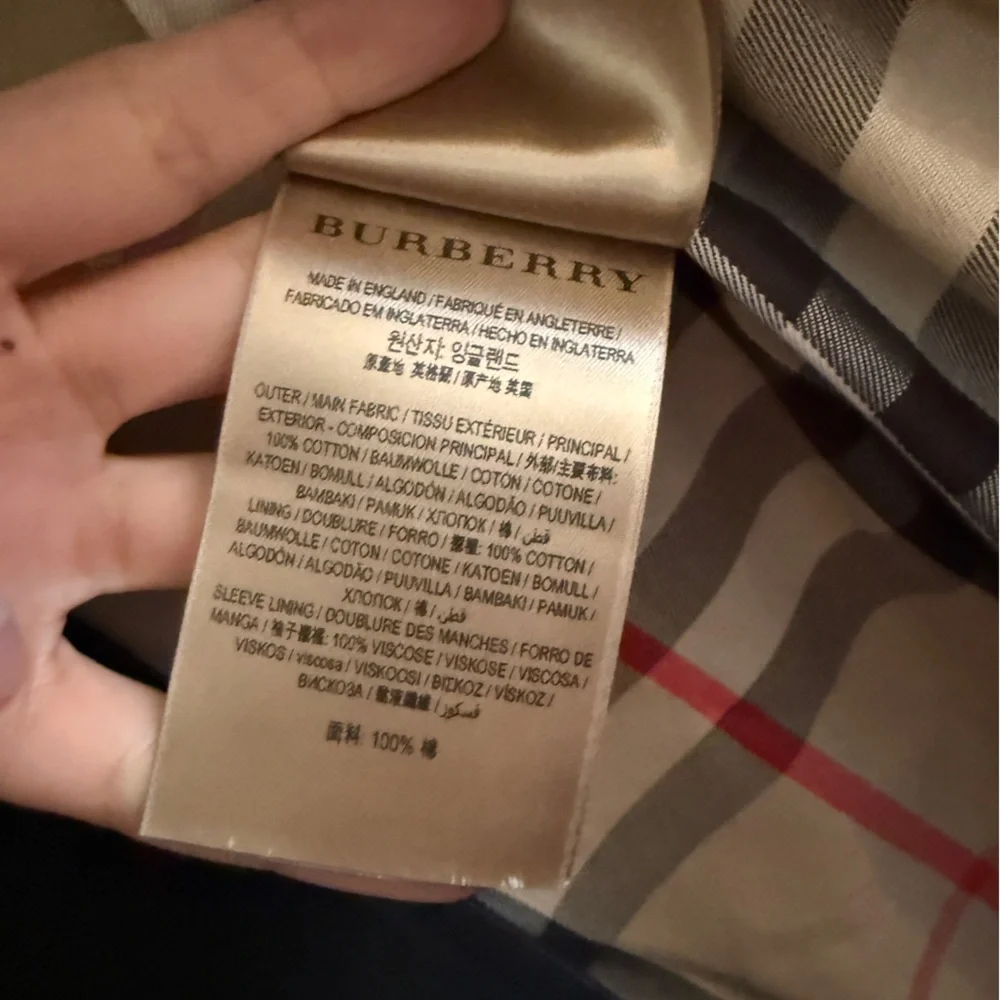 BURBERRY
MADE IN ENGLAND / FABRIQUÉ EN ANGLETERRE /
FABRICADO EM INGLATERRA / HECHO EN INGLATERRA
원산지: 잉글랜드
原產地 英格蘭 / 原产地 英国
OUTER / MAIN FABRIC / TISSU EXTÉRIEUR / PRINCIPAL /
EXTERIOR - COMPOSICION PRINCIPAL / 外部/主要布料:
100% COTTON / BAUMWOLLE / COTON / COTONE /
KATOEN / BOMULL / ALGODÓN / ALGODÃO / PUUVILLA /
BAMBAKI / PAMUK / ХЛОПОК / 棉 / قطن
LINING / DOUBLURE / FORRO / 裏裡: 100% COTTON /
BAUMWOLLE / COTON / COTONE / KATOEN / BOMULL /
ALGODÓN / ALGODÃO / PUUVILLA / BAMBAKI / PAMUK /
ХЛОПОК / 棉 / قطن
SLEEVE LINING / DOUBLURE DES MANCHES / FORRO DE
MANGA / 袖子裏裡: 100% VISCOSE / VISKOSE / VISCOSA /
VISKOS / viscosa / VISKOOSI / ΒΙΣΚΟΖ / VİSKOZ /
ВИСКОЗА / 黏液纖維 / فسكوز
面料: 100% 棉